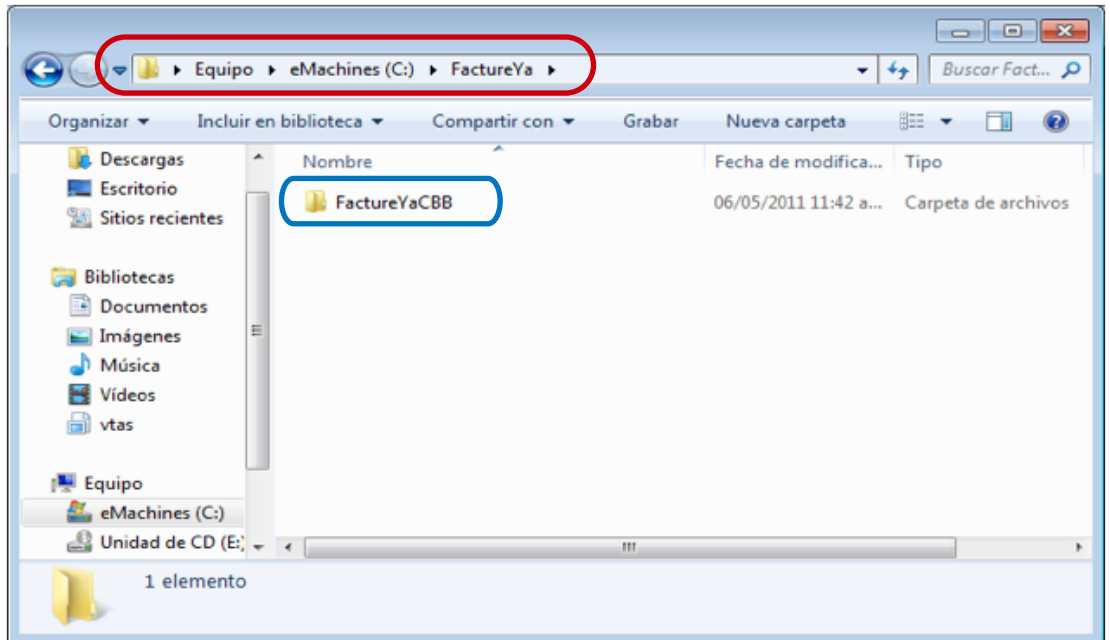 Equipo eMachines (C:) FactureYa
Buscar Fact...
Organizar Incluir en biblioteca Compartir con Grabar Nueva carpeta
Descargas
Escritorio
Sitios recientes
Bibliotecas
Documentos
Imágenes
Música
Vídeos
vtas
Equipo
eMachines (C:)
Unidad de CD (E:)
Nombre Fecha de modifica... Tipo
FactureYaCBB 06/05/2011 11:42 a... Carpeta de archivos
1 elemento